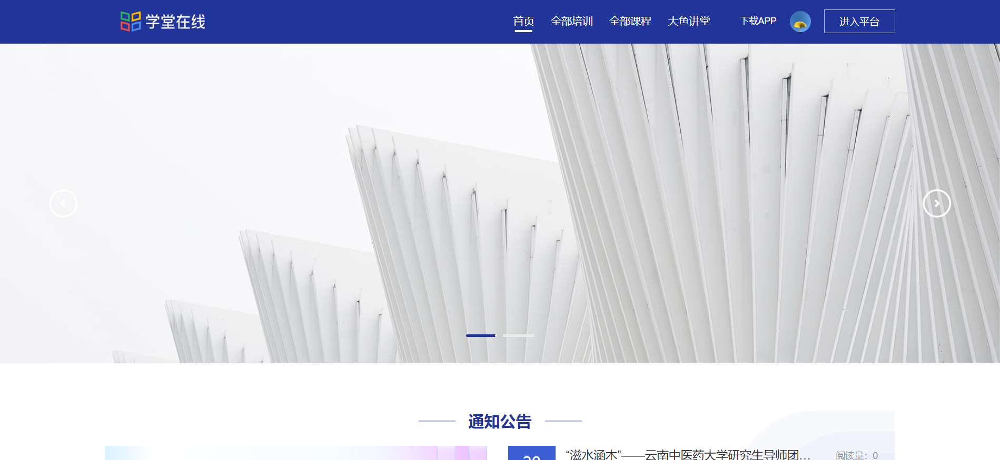 学堂在线
首页 全部培训 全部课程 大鱼讲堂 下载APP 进入平台
通知公告
20 “滋水涵木”——云南中医药大学研究生导师团… 阅读量：0